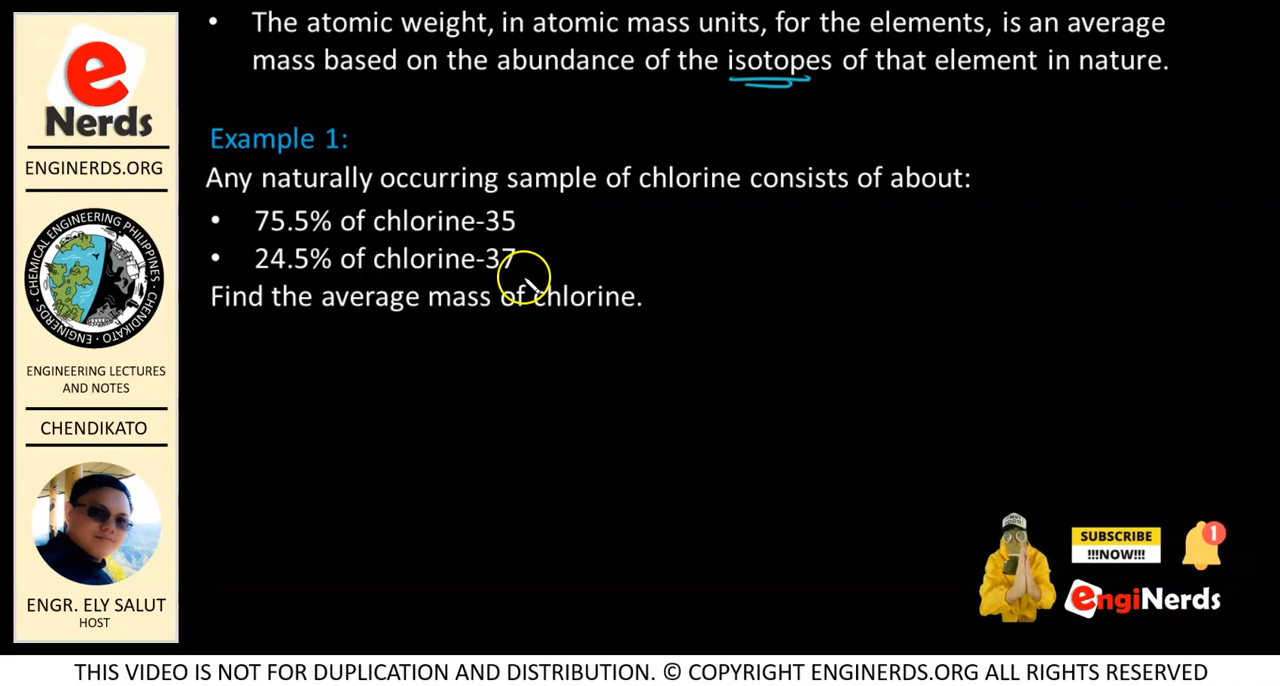 • The atomic weight, in atomic mass units, for the elements, is an average
mass based on the abundance of the isotopes of that element in nature.
Example 1:
Any naturally occurring sample of chlorine consists of about:
• 75.5% of chlorine-35
• 24.5% of chlorine-37
Find the average mass of chlorine.
e
Nerds
ENGINERDS.ORG
CHEMICAL ENGINEERING PHILIPPINES • CHENDIKATO • ENGINERDS •
ENGINEERING LECTURES
AND NOTES
CHENDIKATO
ENGR. ELY SALUT
HOST
SUBSCRIBE
!!!NOW!!!
1
engiNerds
THIS VIDEO IS NOT FOR DUPLICATION AND DISTRIBUTION. © COPYRIGHT ENGINERDS.ORG ALL RIGHTS RESERVED